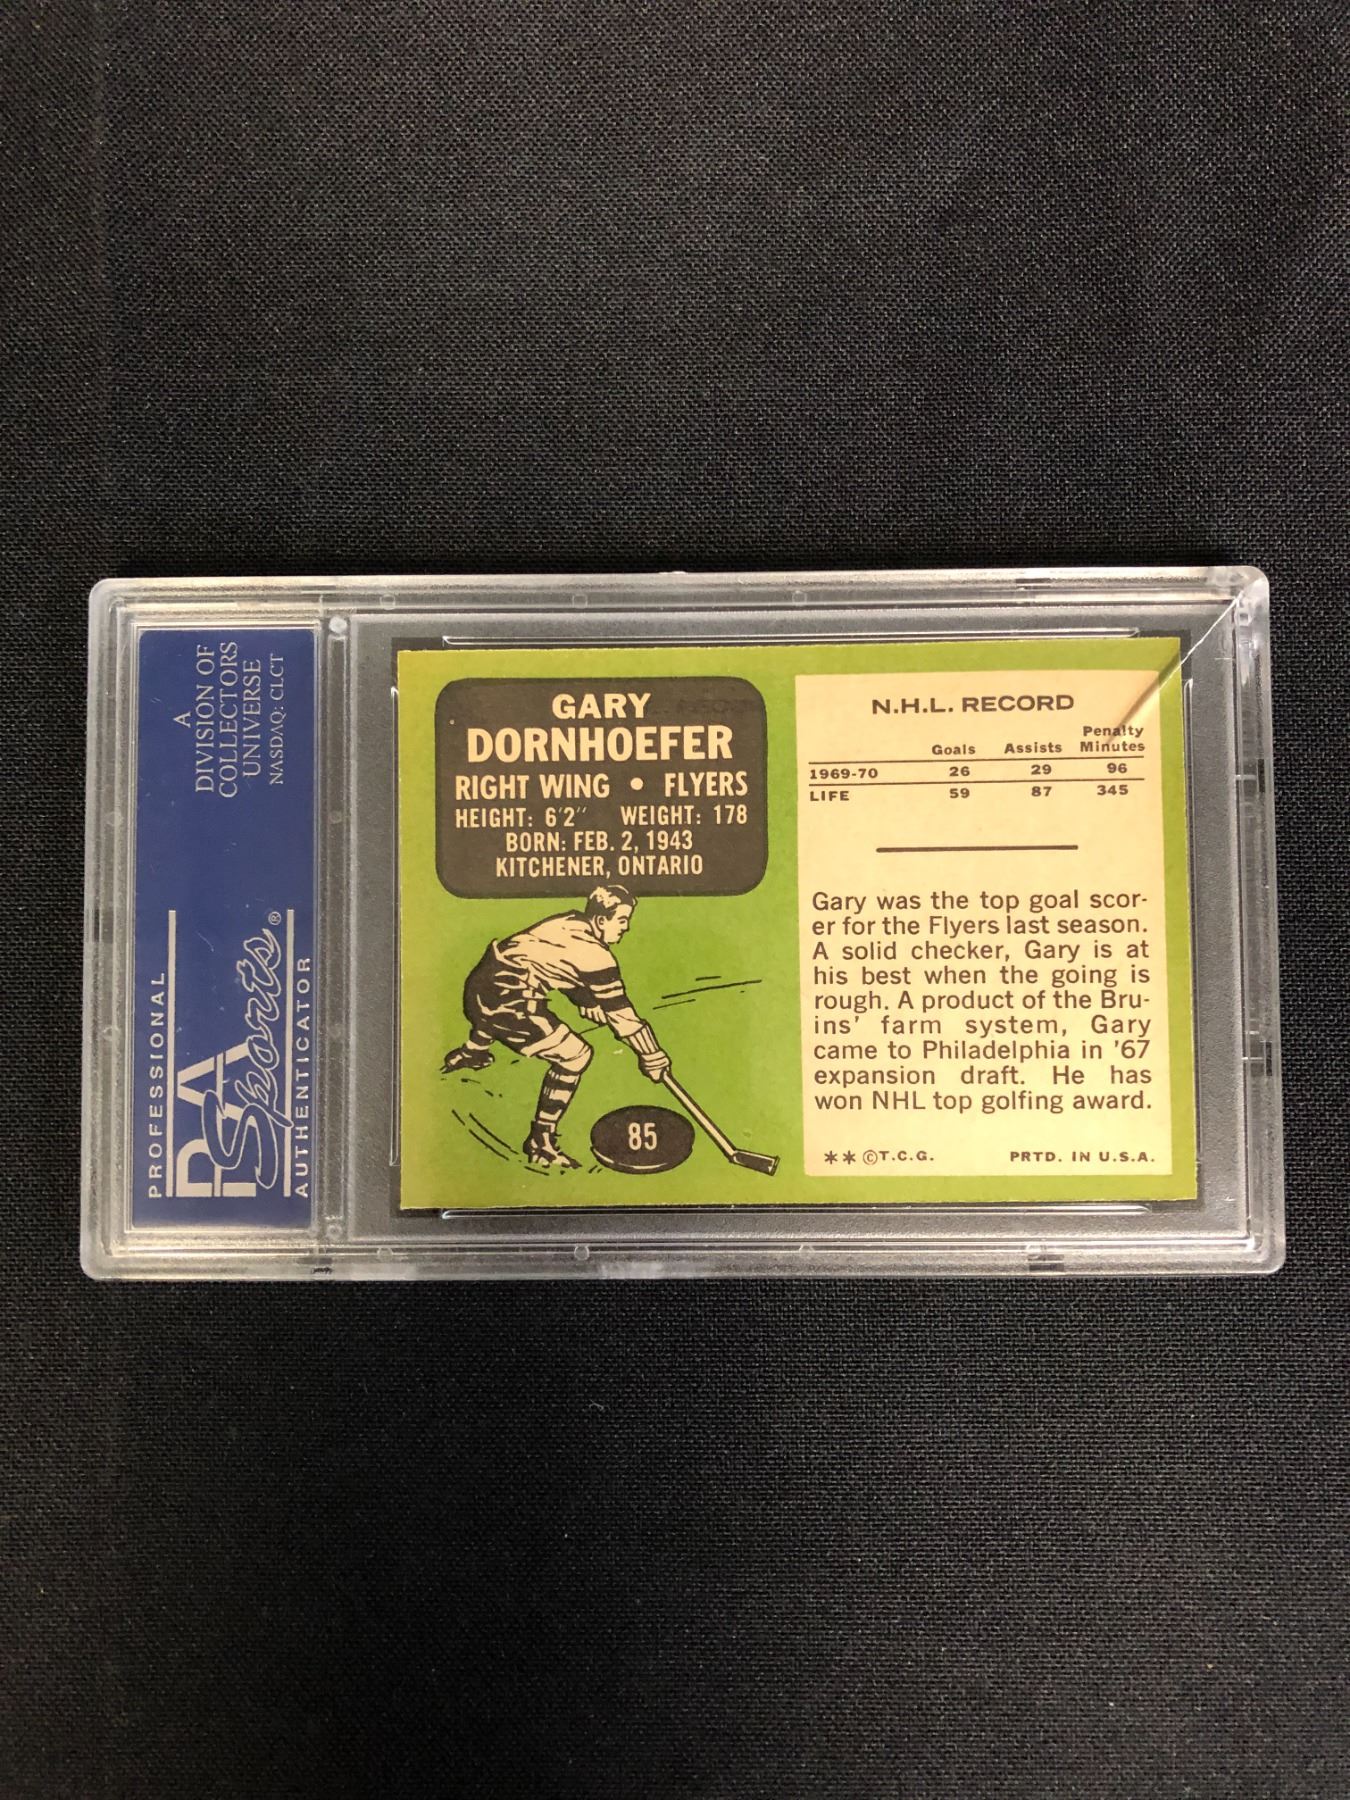 A
DIVISION OF
COLLECTORS
UNIVERSE
NASDAQ: CLCT
PROFESSIONAL
PSA
Sports®
AUTHENTICATOR
GARY
DORNHOEFER
RIGHT WING • FLYERS
HEIGHT: 6'2" WEIGHT: 178
BORN: FEB. 2, 1943
KITCHENER, ONTARIO
85
N.H.L. RECORD
Goals Assists Penalty Minutes
1969-70 26 29 96
LIFE 59 87 345
Gary was the top goal scor-
er for the Flyers last season.
A solid checker, Gary is at
his best when the going is
rough. A product of the Bru-
ins' farm system, Gary
came to Philadelphia in '67
expansion draft. He has
won NHL top golfing award.
** ©T.C.G. PRTD. IN U.S.A.